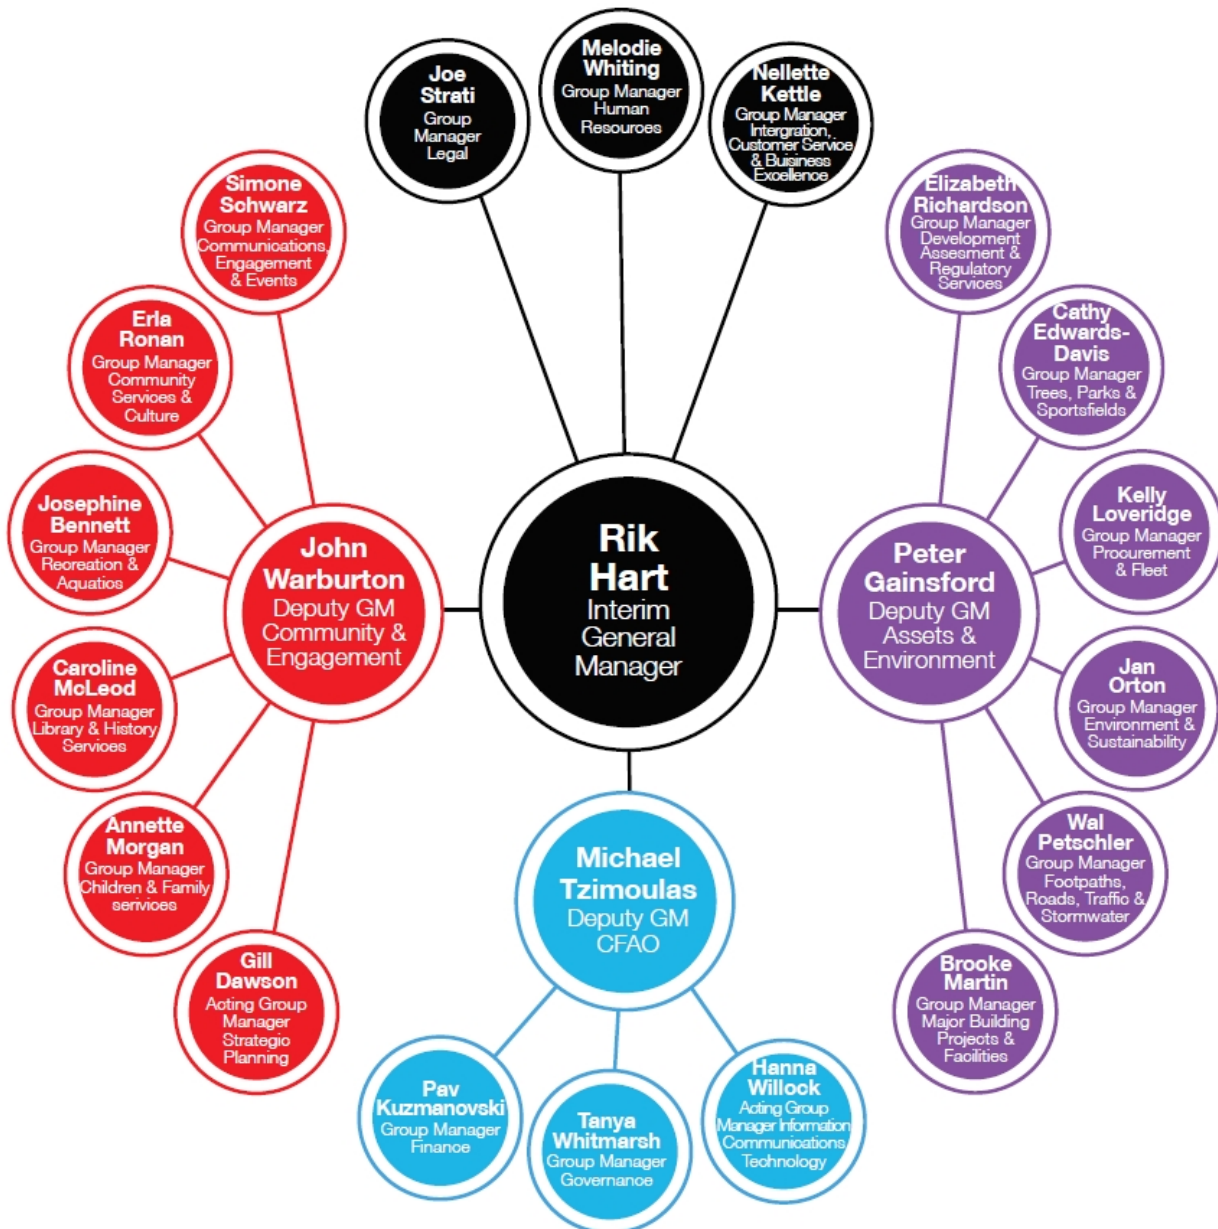 Joe
Strati
Group
Manager
Legal
Melodie
Whiting
Group Manager
Human
Resources
Nellette
Kettle
Group Manager
Intergration,
Customer Service
& Buisiness
Excellence
Simone
Schwarz
Group Manager
Communications,
Engagement
& Events
Erla
Ronan
Group Manager
Community
Services &
Culture
Josephine
Bennett
Group Manager
Recreation &
Aquatics
Caroline
McLeod
Group Manager
Library & History
Services
Annette
Morgan
Group Manager
Children & Family
serivices
Gill
Dawson
Acting Group
Manager
Strategic
Planning
John
Warburton
Deputy GM
Community &
Engagement
Rik
Hart
Interim
General
Manager
Peter
Gainsford
Deputy GM
Assets &
Environment
Elizabeth
Richardson
Group Manager
Development
Assesment &
Regulatory
Services
Cathy
Edwards-
Davis
Group Manager
Trees, Parks &
Sportsfields
Kelly
Loveridge
Group Manager
Procurement
& Fleet
Jan
Orton
Group Manager
Environment &
Sustainability
Wal
Petschler
Group Manager
Footpaths,
Roads, Traffic &
Stormwater
Brooke
Martin
Group Manager
Major Building
Projects &
Facilities
Michael
Tzimoulas
Deputy GM
CFAO
Pav
Kuzmanovski
Group Manager
Finance
Tanya
Whitmarsh
Group Manager
Governance
Hanna
Willock
Acting Group
Manager Information
Communications
Technology